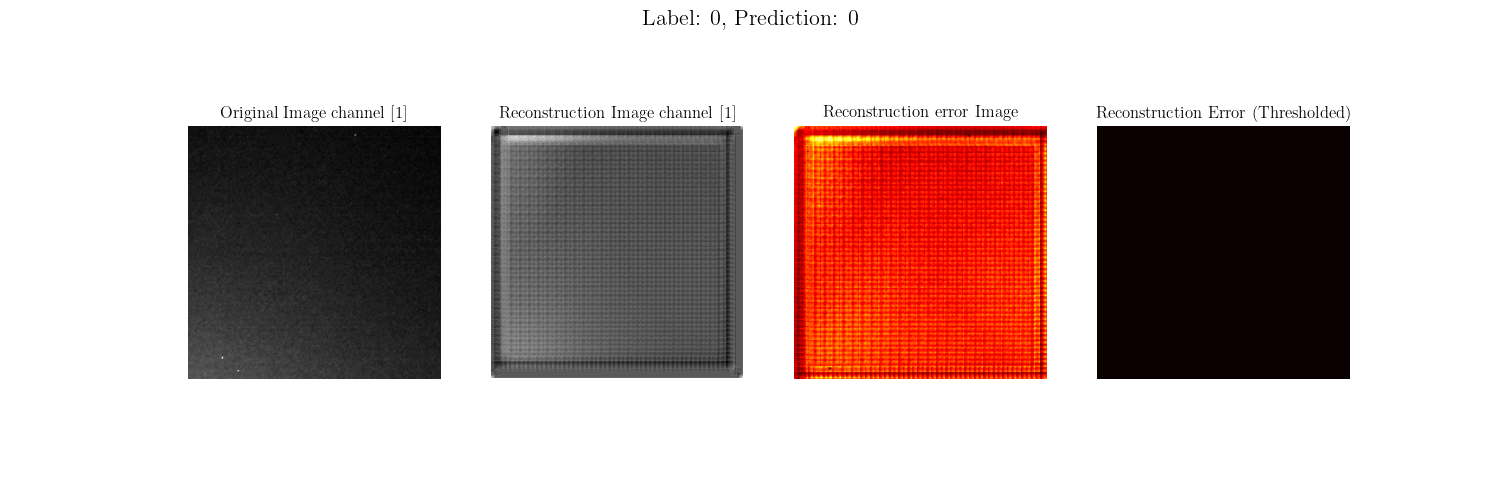 Label: 0, Prediction: 0
Original Image channel [1]
Reconstruction Image channel [1]
Reconstruction error Image
Reconstruction Error (Thresholded)